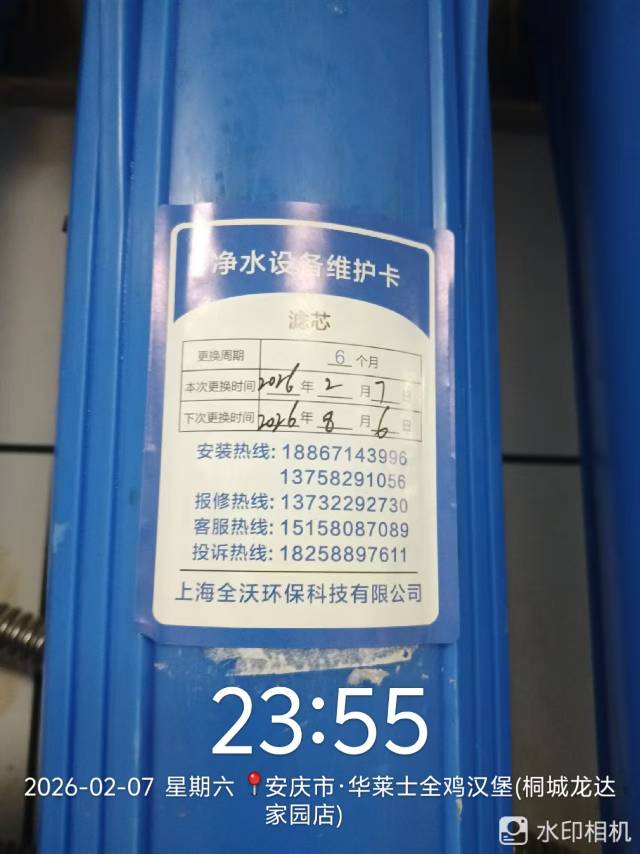 净水设备维护卡
滤芯
更换周期 6 个月
本次更换时间 2026 年 2 月 7 日
下次更换时间 2026 年 8 月 6 日
安装热线: 18867143996
13758291056
报修热线: 13732292730
客服热线: 15158087089
投诉热线: 18258897611
上海全沃环保科技有限公司
23:55
2026-02-07 星期六 📍安庆市·华莱士全鸡汉堡(桐城龙达
家园店)
水印相机